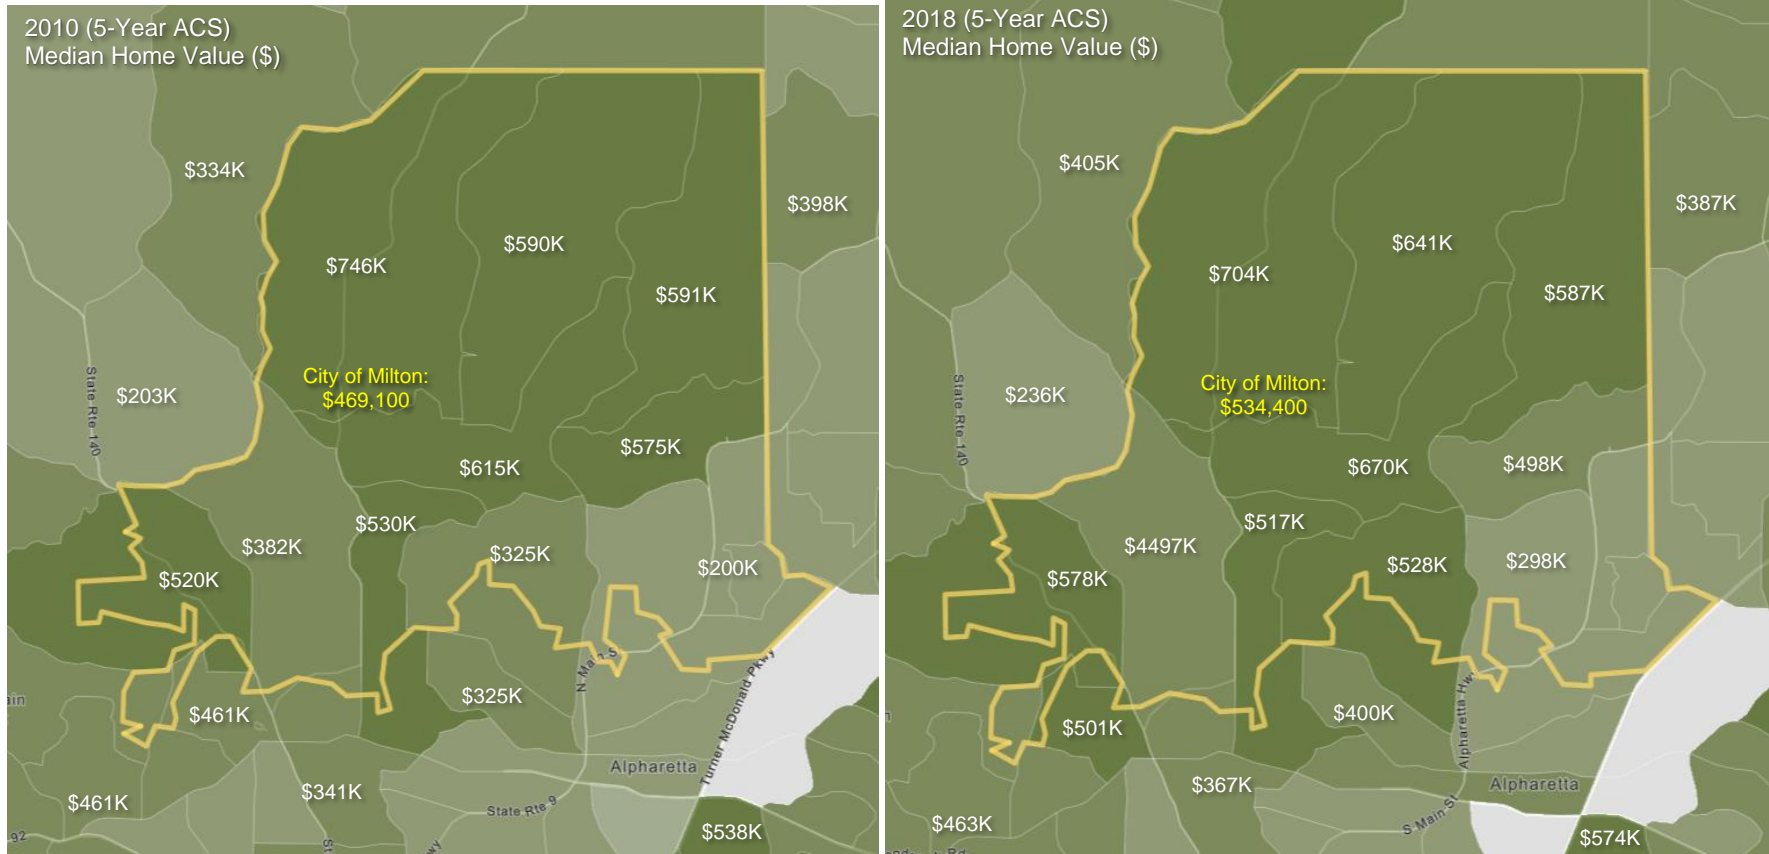 2010 (5-Year ACS)
Median Home Value ($)
$334K
$398K
$590K
$746K
$591K
State Rte 140
$203K
City of Milton:
$469,100
$575K
$615K
$530K
$382K
$325K
$520K
$200K
N Main S
$325K
$461K
Turner McDonald Pkwy
ain
Alpharetta
$341K
$461K
State Rte 9
$538K
92
St
wy
2018 (5-Year ACS)
Median Home Value ($)
$405K
$387K
$641K
$704K
$587K
State Rte 140
$236K
City of Milton:
$534,400
$498K
$670K
$517K
$4497K
$528K
$298K
$578K
Alpharetta Hw
$400K
$501K
Alpharetta
$367K
S Main St
$463K
$574K